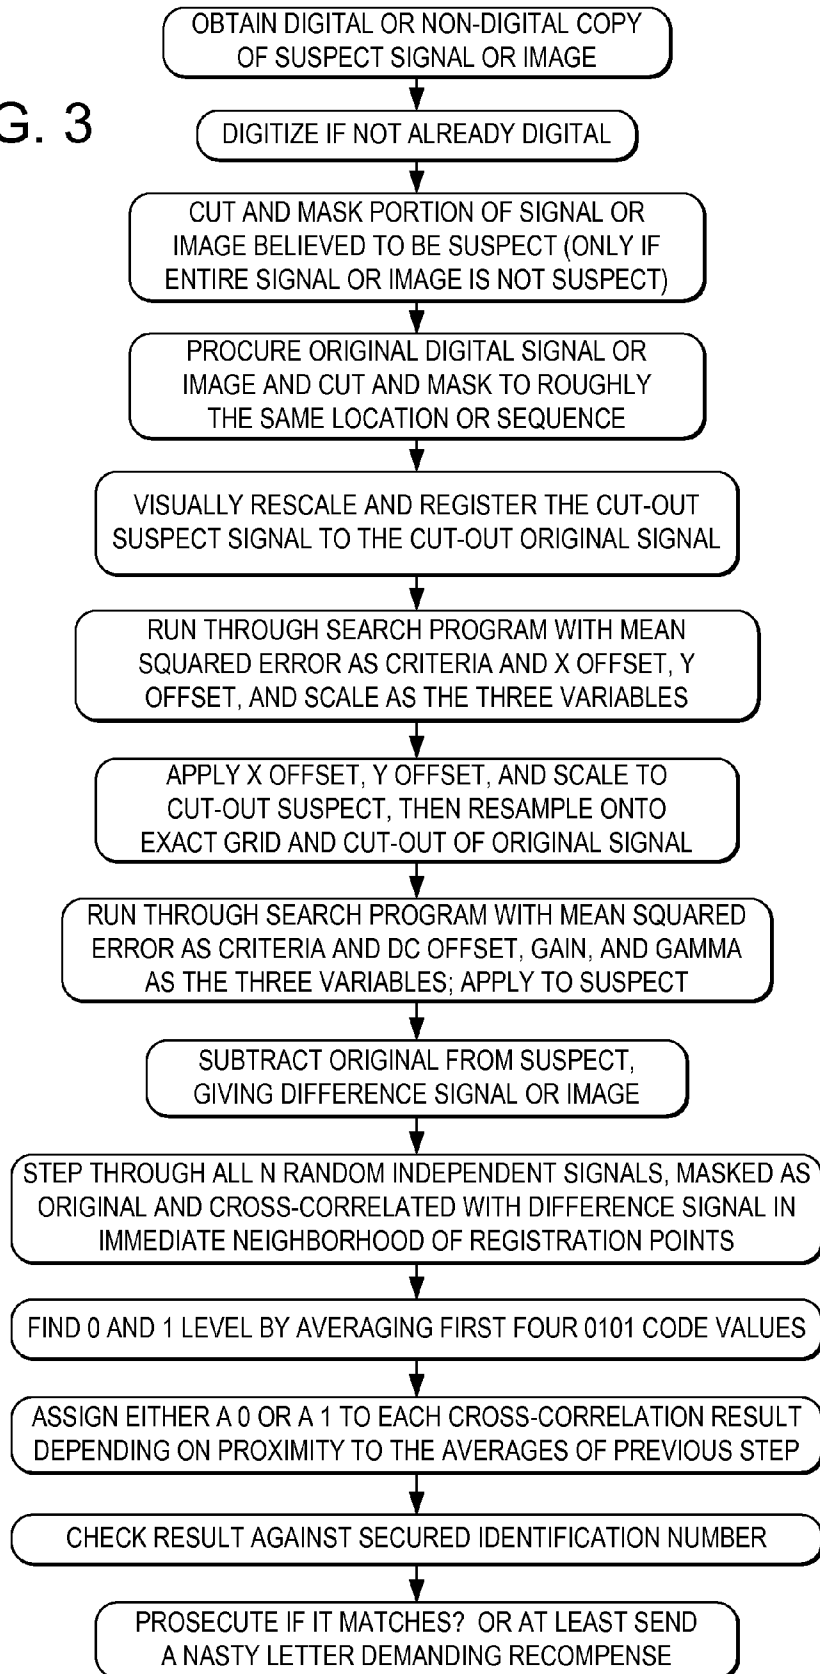 OBTAIN DIGITAL OR NON-DIGITAL COPY
OF SUSPECT SIGNAL OR IMAGE
G. 3
DIGITIZE IF NOT ALREADY DIGITAL
CUT AND MASK PORTION OF SIGNAL OR
IMAGE BELIEVED TO BE SUSPECT (ONLY IF
ENTIRE SIGNAL OR IMAGE IS NOT SUSPECT)
PROCURE ORIGINAL DIGITAL SIGNAL OR
IMAGE AND CUT AND MASK TO ROUGHLY
THE SAME LOCATION OR SEQUENCE
VISUALLY RESCALE AND REGISTER THE CUT-OUT
SUSPECT SIGNAL TO THE CUT-OUT ORIGINAL SIGNAL
RUN THROUGH SEARCH PROGRAM WITH MEAN
SQUARED ERROR AS CRITERIA AND X OFFSET, Y
OFFSET, AND SCALE AS THE THREE VARIABLES
APPLY X OFFSET, Y OFFSET, AND SCALE TO
CUT-OUT SUSPECT, THEN RESAMPLE ONTO
EXACT GRID AND CUT-OUT OF ORIGINAL SIGNAL
RUN THROUGH SEARCH PROGRAM WITH MEAN SQUARED
ERROR AS CRITERIA AND DC OFFSET, GAIN, AND GAMMA
AS THE THREE VARIABLES; APPLY TO SUSPECT
SUBTRACT ORIGINAL FROM SUSPECT,
GIVING DIFFERENCE SIGNAL OR IMAGE
STEP THROUGH ALL N RANDOM INDEPENDENT SIGNALS, MASKED AS
ORIGINAL AND CROSS-CORRELATED WITH DIFFERENCE SIGNAL IN
IMMEDIATE NEIGHBORHOOD OF REGISTRATION POINTS
FIND 0 AND 1 LEVEL BY AVERAGING FIRST FOUR 0101 CODE VALUES
ASSIGN EITHER A 0 OR A 1 TO EACH CROSS-CORRELATION RESULT
DEPENDING ON PROXIMITY TO THE AVERAGES OF PREVIOUS STEP
CHECK RESULT AGAINST SECURED IDENTIFICATION NUMBER
PROSECUTE IF IT MATCHES? OR AT LEAST SEND
A NASTY LETTER DEMANDING RECOMPENSE